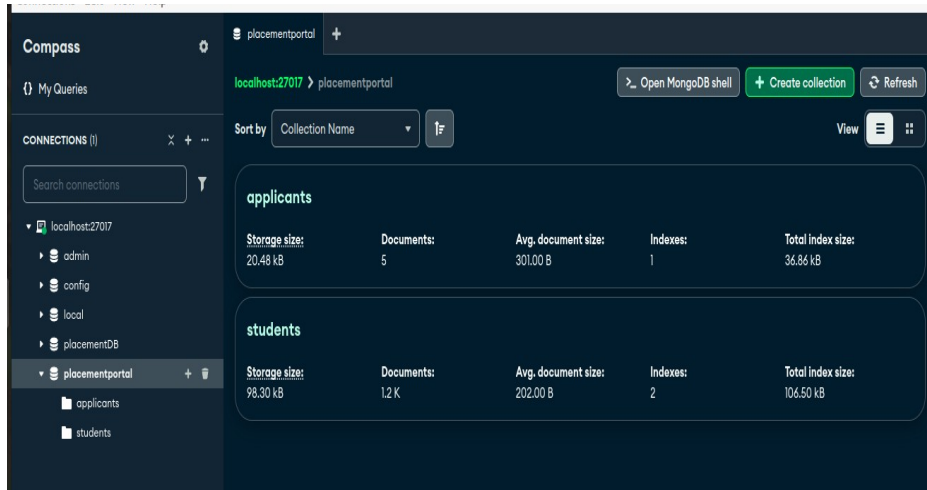 Compass
{} My Queries
CONNECTIONS (1)
Search connections
localhost:27017
admin
config
local
placementDB
placementportal
applicants
students
placementportal
localhost:27017 > placementportal
>_ Open MongoDB shell
+ Create collection
Refresh
Sort by Collection Name
View
applicants
Storage size: Documents: Avg. document size: Indexes: Total index size:
20.48 kB 5 301.00 B 1 36.86 kB
students
Storage size: Documents: Avg. document size: Indexes: Total index size:
98.30 kB 1.2 K 202.00 B 2 106.50 kB